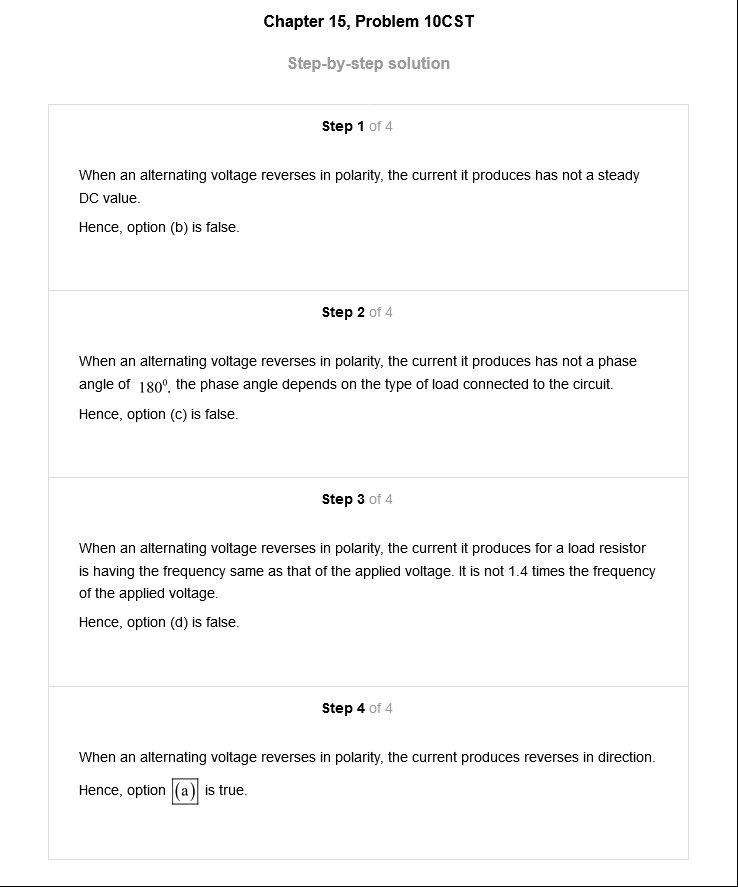 Chapter 15, Problem 10CST
Step-by-step solution
Step 1 of 4
When an alternating voltage reverses in polarity, the current it produces has not a steady
DC value.
Hence, option (b) is false.
Step 2 of 4
When an alternating voltage reverses in polarity, the current it produces has not a phase
angle of 180⁰, the phase angle depends on the type of load connected to the circuit.
Hence, option (c) is false.
Step 3 of 4
When an alternating voltage reverses in polarity, the current it produces for a load resistor
is having the frequency same as that of the applied voltage. It is not 1.4 times the frequency
of the applied voltage.
Hence, option (d) is false.
Step 4 of 4
When an alternating voltage reverses in polarity, the current produces reverses in direction.
Hence, option (a) is true.